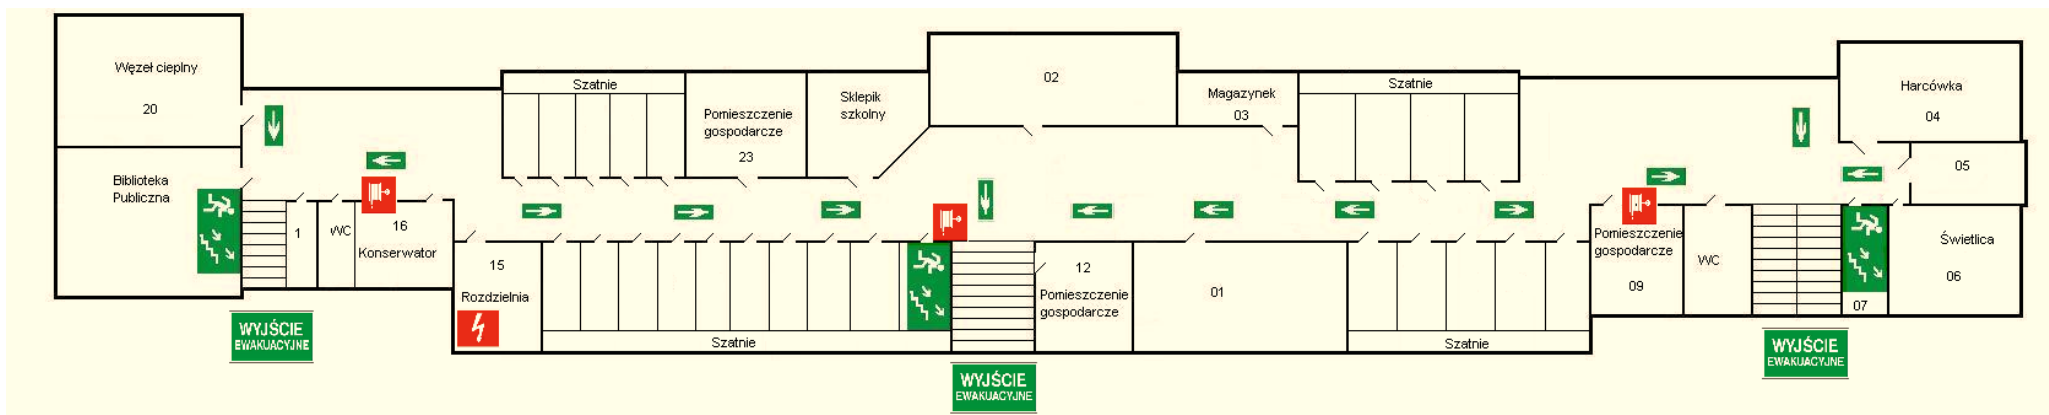 Węzeł cieplny
20
Biblioteka
Publiczna
1
WC
16
Konserwator
15
Rozdzielnia
Szatnie
Pomieszczenie
gospodarcze
23
Sklepik
szkolny
02
Magazynek
03
Szatnie
Harcówka
04
05
Świetlica
06
07
WC
Pomieszczenie
gospodarcze
09
Szatnie
01
12
Pomieszczenie
gospodarcze
Szatnie
WYJŚCIE
EWAKUACYJNE
WYJŚCIE
EWAKUACYJNE
WYJŚCIE
EWAKUACYJNE